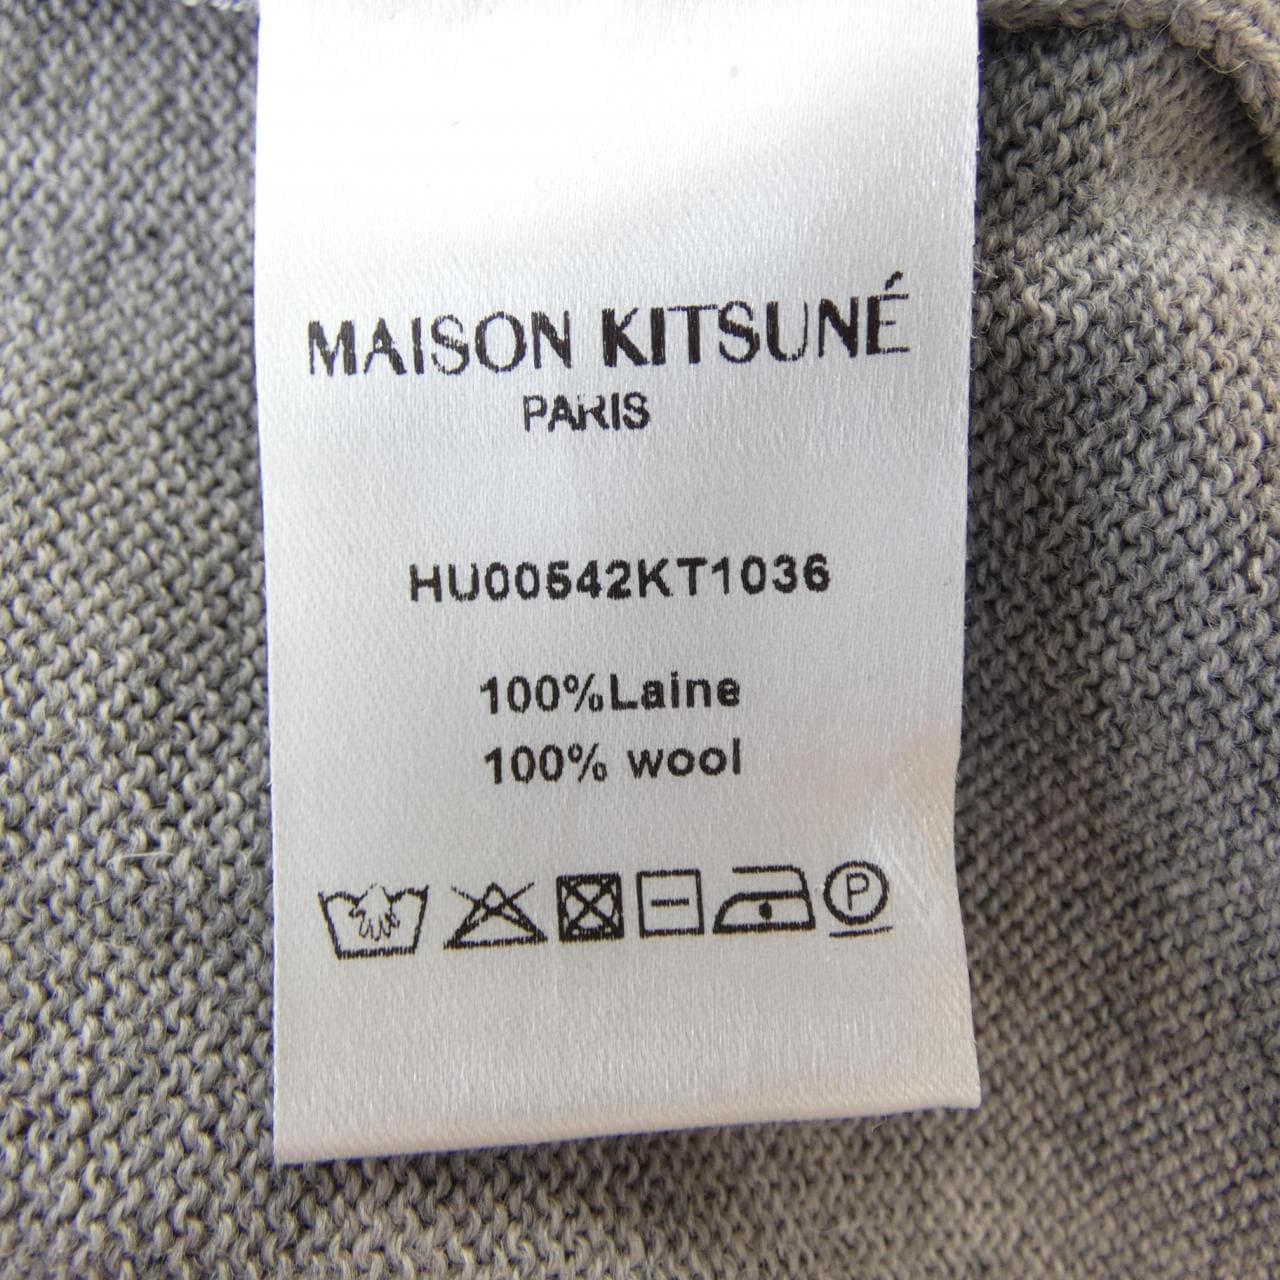 MAISON KITSUNÉ
PARIS
HU00542KT1036
100%Laine
100% wool
P